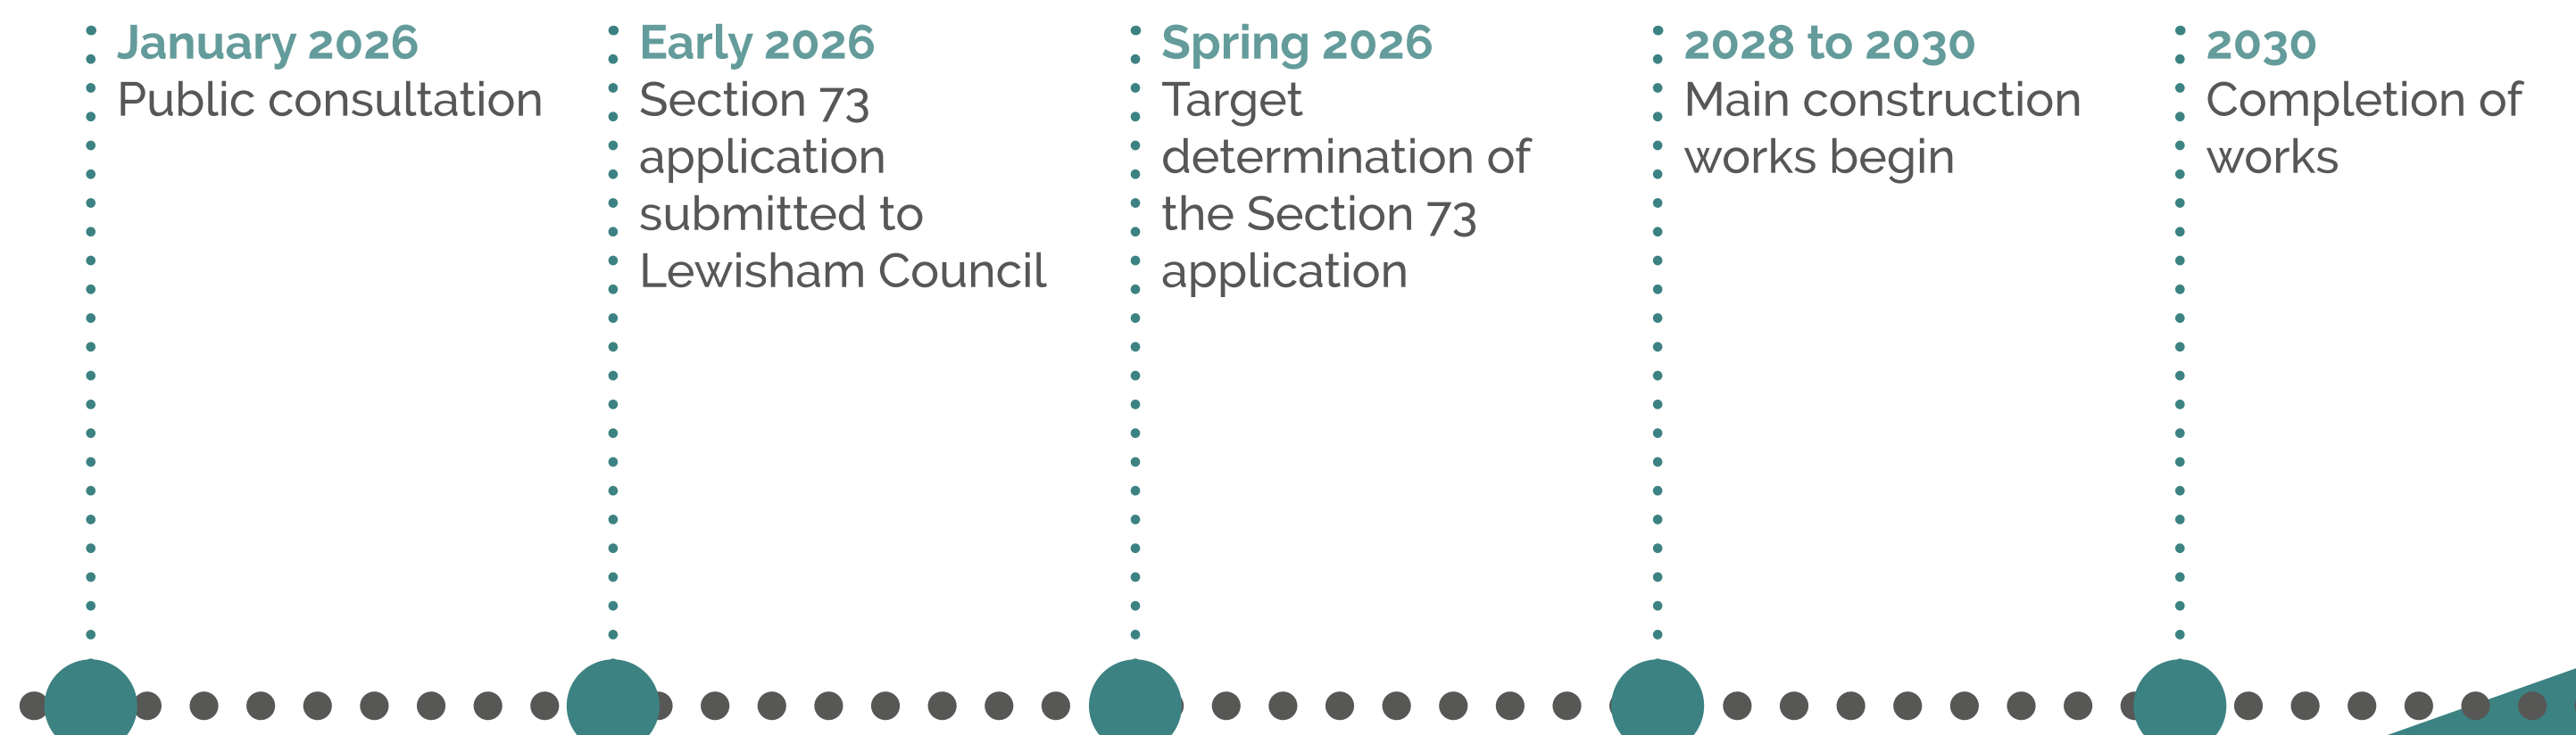 January 2026
Public consultation
Early 2026
Section 73
application
submitted to
Lewisham Council
Spring 2026
Target
determination of
the Section 73
application
2028 to 2030
Main construction
works begin
2030
Completion of
works